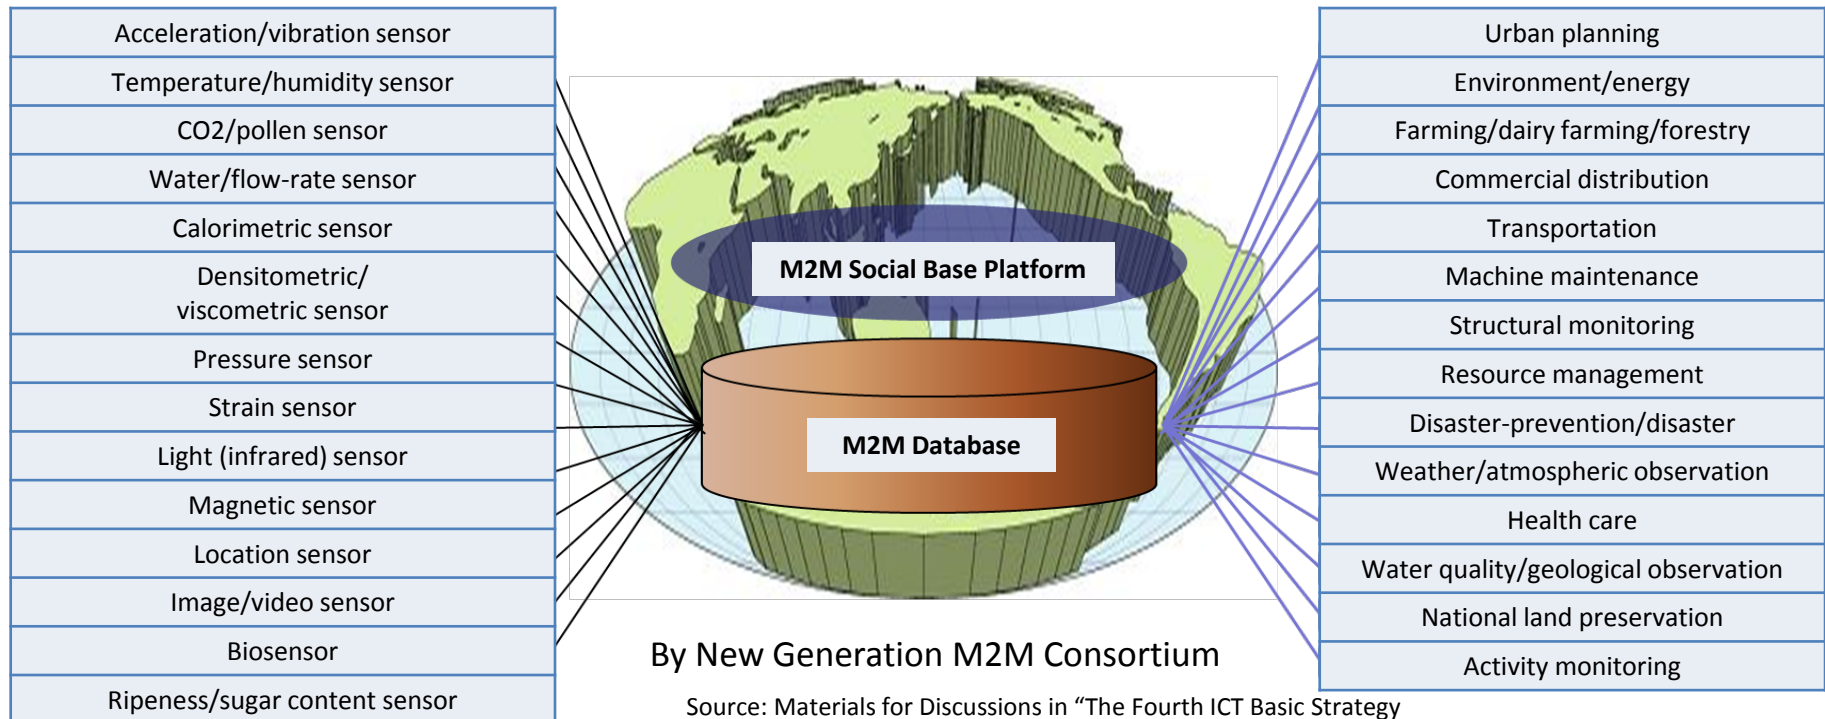 Acceleration/vibration sensor
Temperature/humidity sensor
CO2/pollen sensor
Water/flow-rate sensor
Calorimetric sensor
Densitometric/
viscometric sensor
Pressure sensor
Strain sensor
Light (infrared) sensor
Magnetic sensor
Location sensor
Image/video sensor
Biosensor
Ripeness/sugar content sensor
M2M Social Base Platform
M2M Database
By New Generation M2M Consortium
Source: Materials for Discussions in “The Fourth ICT Basic Strategy
Urban planning
Environment/energy
Farming/dairy farming/forestry
Commercial distribution
Transportation
Machine maintenance
Structural monitoring
Resource management
Disaster-prevention/disaster
Weather/atmospheric observation
Health care
Water quality/geological observation
National land preservation
Activity monitoring